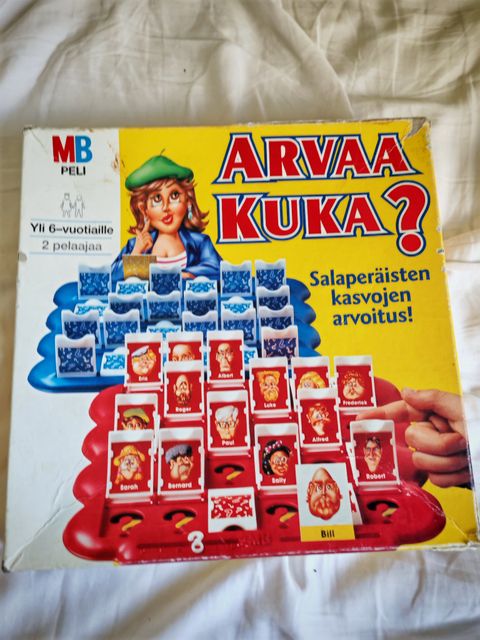 MB
PELI
Yli 6-vuotiaille
2 pelaajaa
ARVAA
KUKA?
Salaperäisten
kasvojen
arvoitus!
Eric
Albert
Roger
Luke
Frederick
Paul
Alfred
Sarah
Bernard
Sally
Robert
Bill